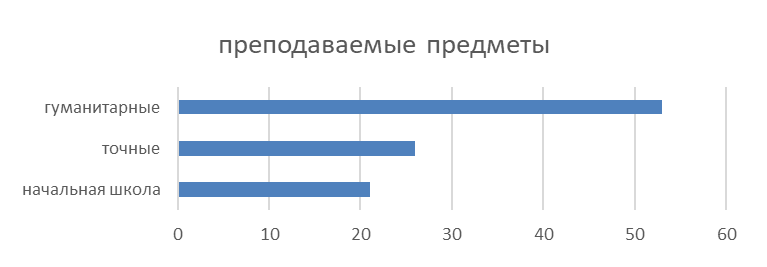 преподаваемые предметы
гуманитарные
точные
начальная школа
0 10 20 30 40 50 60